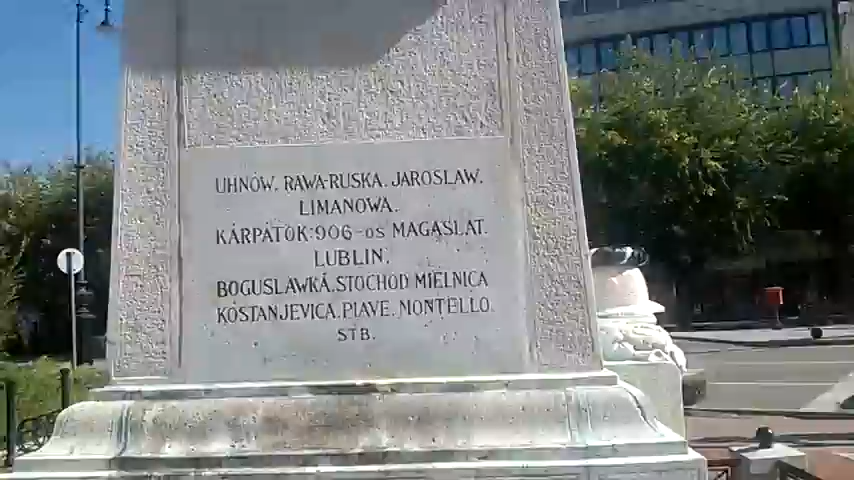 UHNÓW. RAWA-RUSKA. JAROSLAW.
LIMANOWA.
KÁRPÁTOK.906-os MAGASLAT.
LUBLIN.
BOGUSLAWKÁ.STOCHOD MIELNICA
KOSTANJEVICA.PIAVE.MONTELLO.
STB.